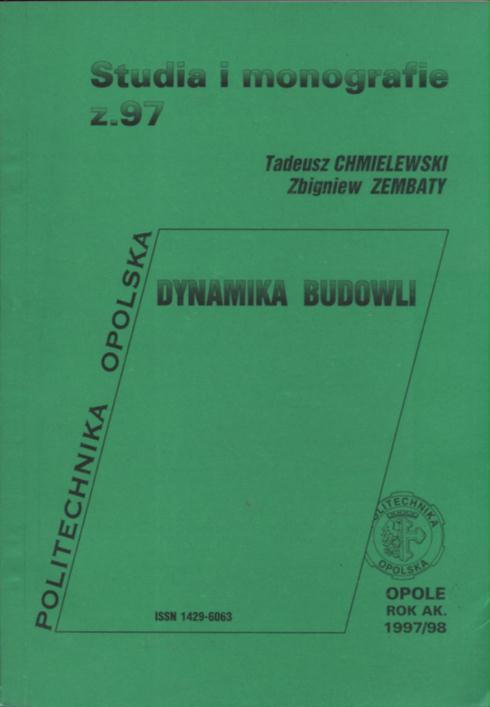 Studia i monografie
z.97
Tadeusz CHMIELEWSKI
Zbigniew ZEMBATY
POLITECHNIKA OPOLSKA
DYNAMIKA BUDOWLI
POLITECHNIKA
OPOLSKA
OPOLE
ROK AK.
1997/98
ISSN 1429-6063